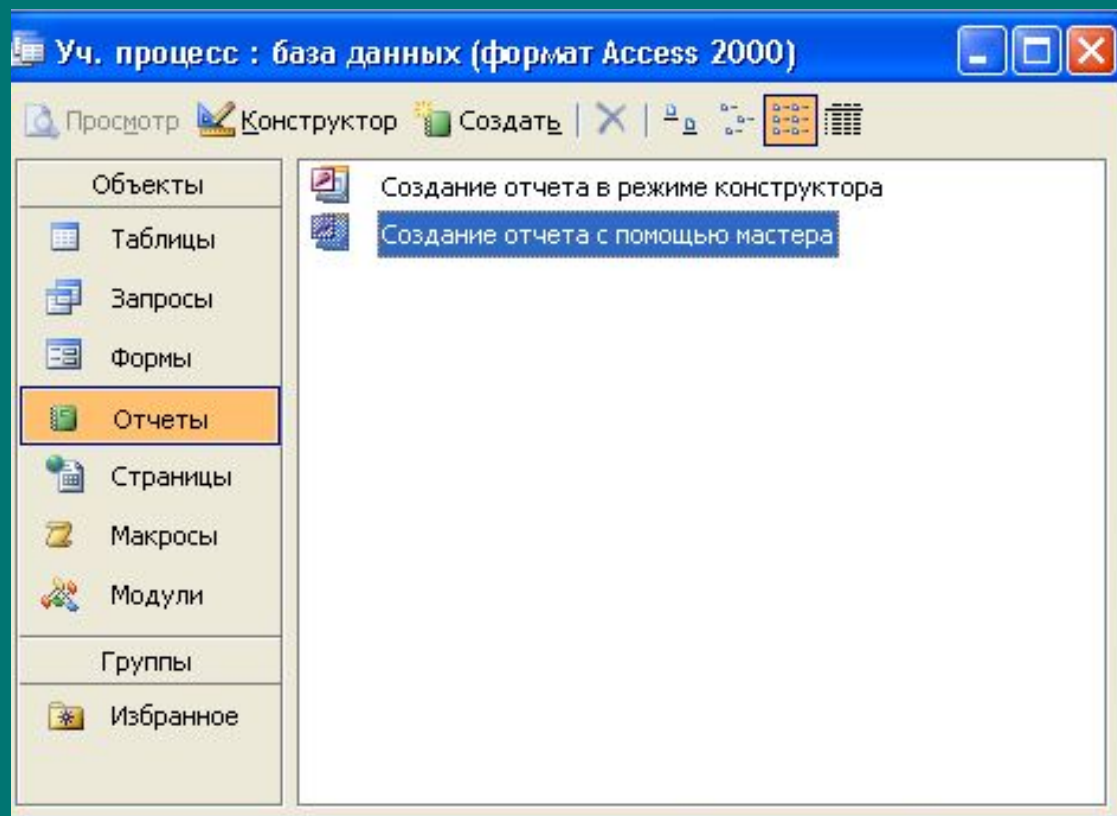 Уч. процесс : база данных (формат Access 2000)
Просмотр Конструктор Создать
Объекты
Таблицы
Запросы
Формы
Отчеты
Страницы
Макросы
Модули
Группы
Избранное
Создание отчета в режиме конструктора
Создание отчета с помощью мастера